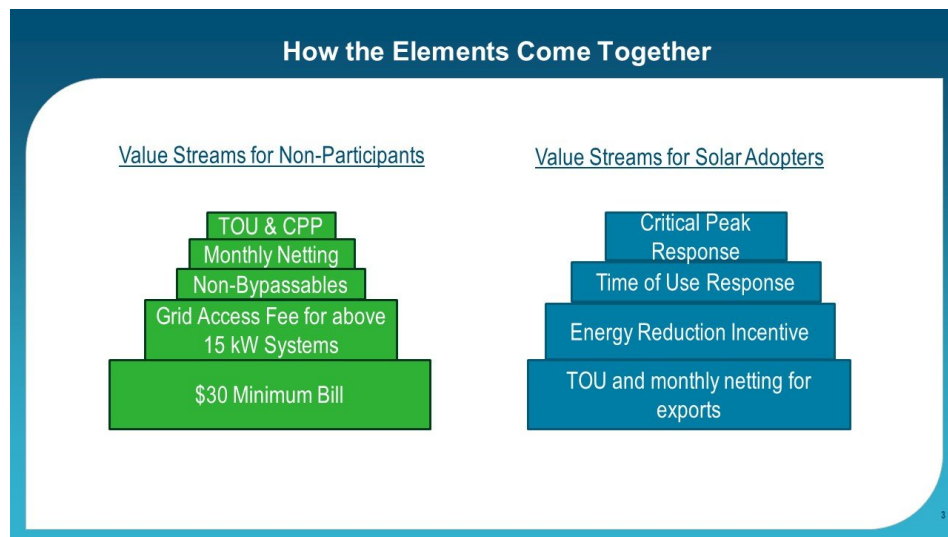 How the Elements Come Together
Value Streams for Non-Participants
TOU & CPP
Monthly Netting
Non-Bypassables
Grid Access Fee for above
15 kW Systems
$30 Minimum Bill
Value Streams for Solar Adopters
Critical Peak
Response
Time of Use Response
Energy Reduction Incentive
TOU and monthly netting for
exports
3